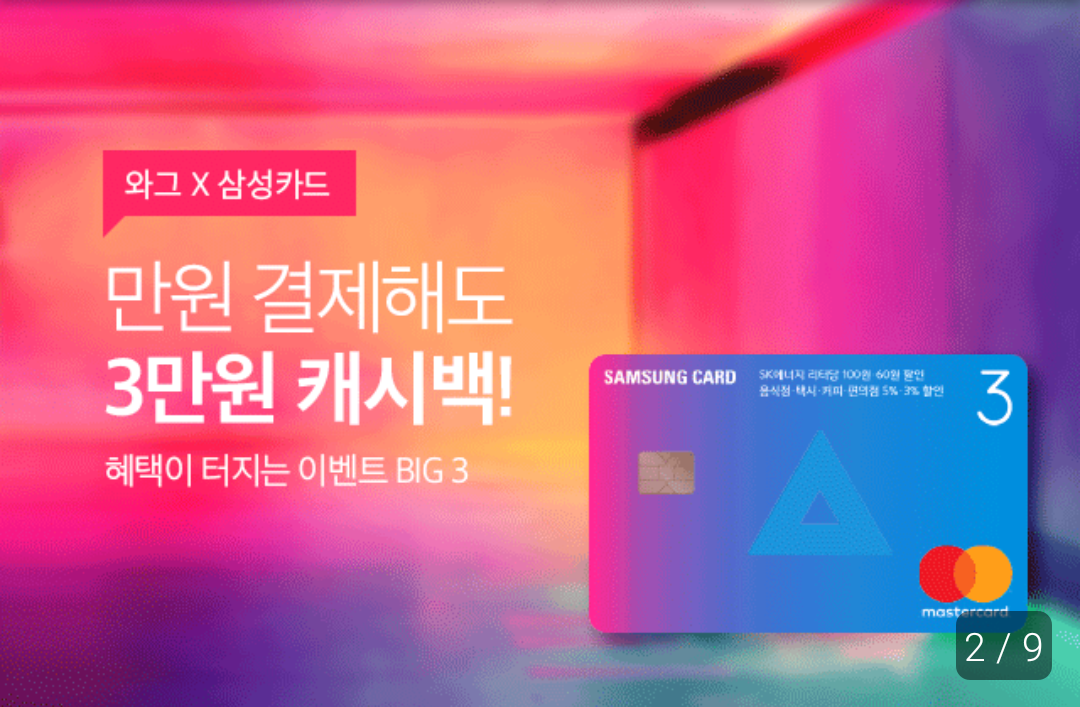 와그 X 삼성카드
만원 결제해도
3만원 캐시백!
혜택이 터지는 이벤트 BIG 3
SAMSUNG CARD
SK에너지 리터당 100원·60원 할인
음식점·택시·커피·편의점 5%·3% 할인
3
mastercard
2 / 9